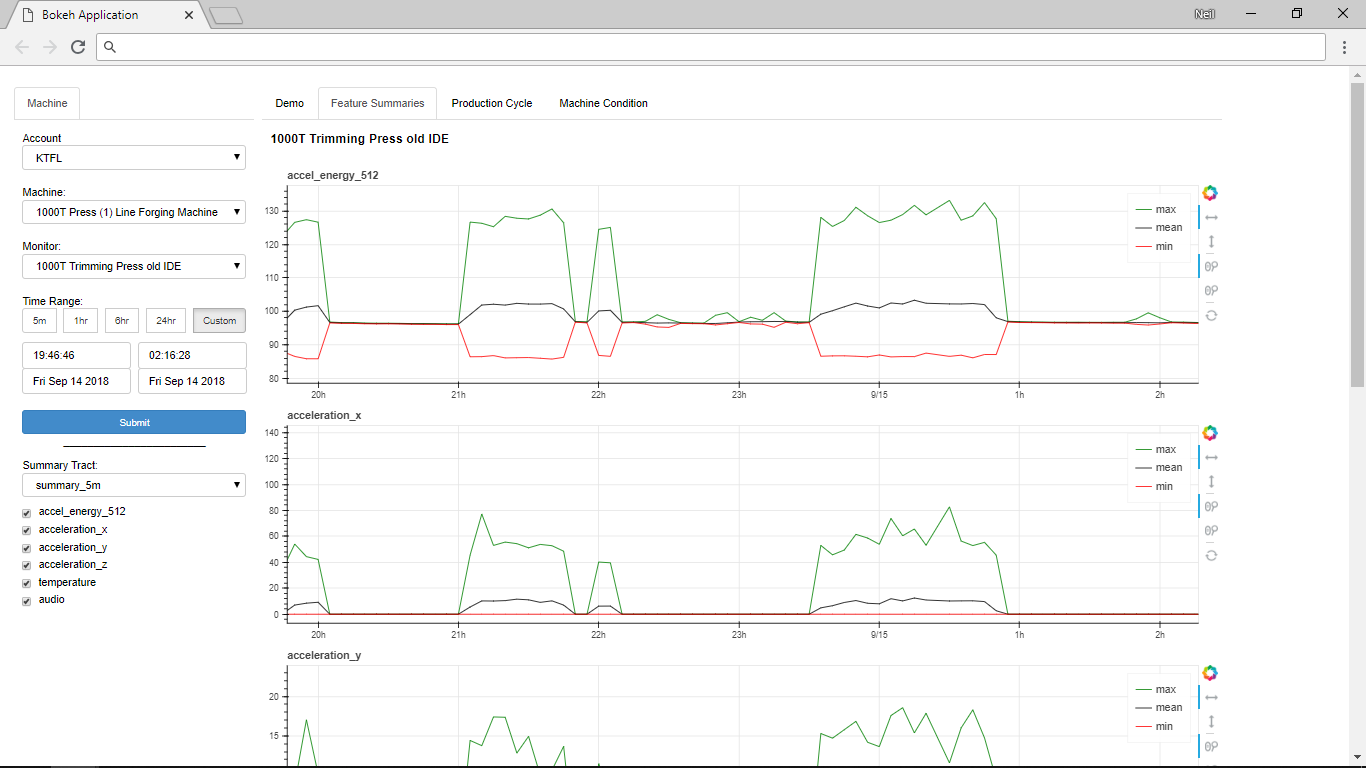 Bokeh Application
Neil
Machine
Demo
Feature Summaries
Production Cycle
Machine Condition
Account
KTFL
Machine:
1000T Press (1) Line Forging Machine
Monitor:
1000T Trimming Press old IDE
Time Range:
5m
1hr
6hr
24hr
Custom
19:46:46
02:16:28
Fri Sep 14 2018
Fri Sep 14 2018
Submit
Summary Tract:
summary_5m
accel_energy_512
acceleration_x
acceleration_y
acceleration_z
temperature
audio
1000T Trimming Press old IDE
accel_energy_512
130
120
110
100
90
80
20h
21h
22h
23h
9/15
1h
2h
max
mean
min
acceleration_x
140
120
100
80
60
40
20
0
20h
21h
22h
23h
9/15
1h
2h
max
mean
min
acceleration_y
20
15
max
mean
min